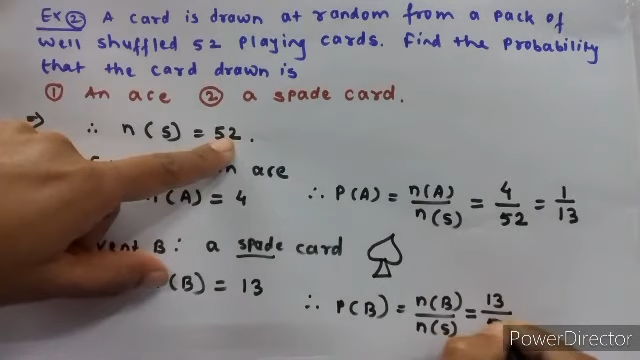 Ex ② A card is drawn at random from a pack of
well shuffled 52 playing cards. Find the probability
that the card drawn is
① An ace ② a spade card.
⇒ ∴ n(S) = 52.
(A) = 4 ∴ P(A) = n(A)/n(S) = 4/52 = 1/13
vent B: a spade card
(B) = 13 ∴ P(B) = n(B)/n(S) = 13
PowerDirector